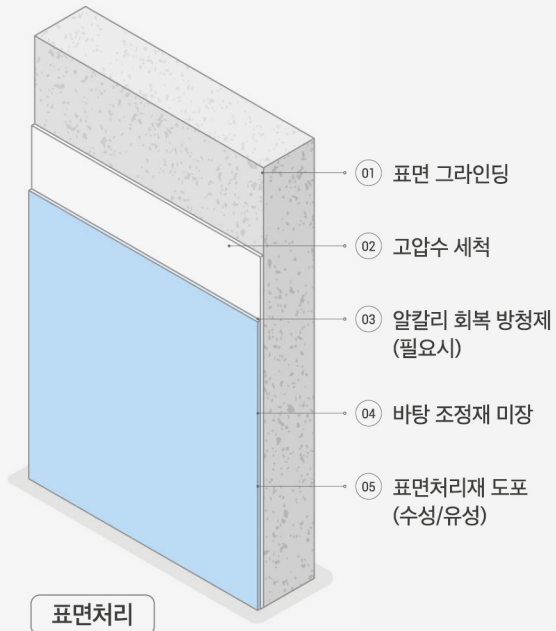 01 표면 그라인딩
02 고압수 세척
03 알칼리 회복 방청제
(필요시)
04 바탕 조정재 미장
05 표면처리재 도포
(수성/유성)
표면처리